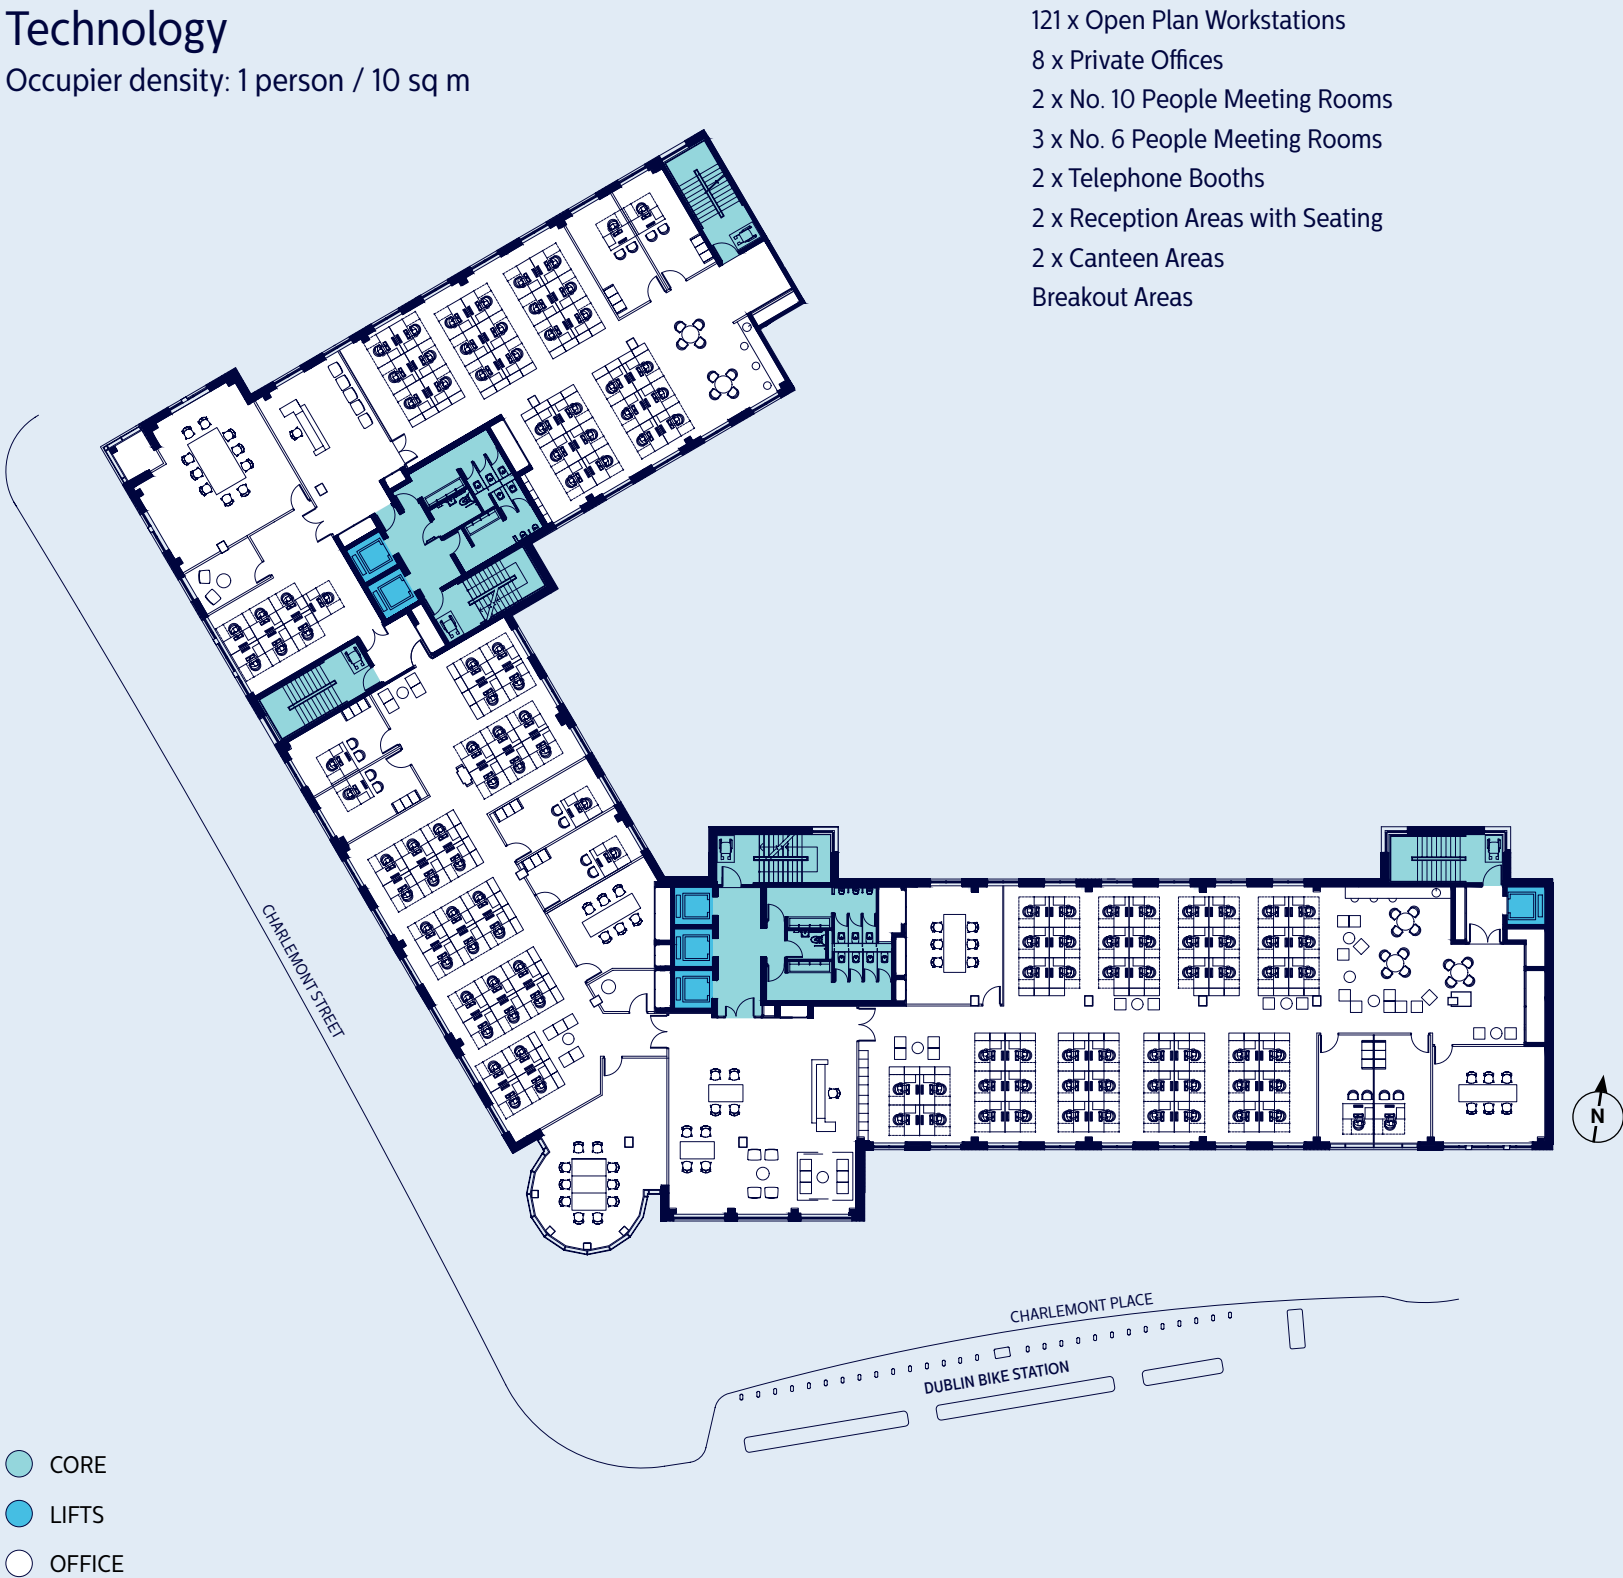 Technology
Occupier density: 1 person / 10 sq m
121 x Open Plan Workstations
8 x Private Offices
2 x No. 10 People Meeting Rooms
3 x No. 6 People Meeting Rooms
2 x Telephone Booths
2 x Reception Areas with Seating
2 x Canteen Areas
Breakout Areas
CHARLEMONT STREET
N
CHARLEMONT PLACE
DUBLIN BIKE STATION
CORE
LIFTS
OFFICE